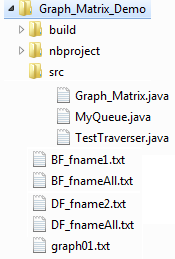 Graph_Matrix_Demo
build
nbproject
src
Graph_Matrix.java
MyQueue.java
TestTraverser.java
BF_fname1.txt
BF_fnameAll.txt
DF_fname2.txt
DF_fnameAll.txt
graph01.txt